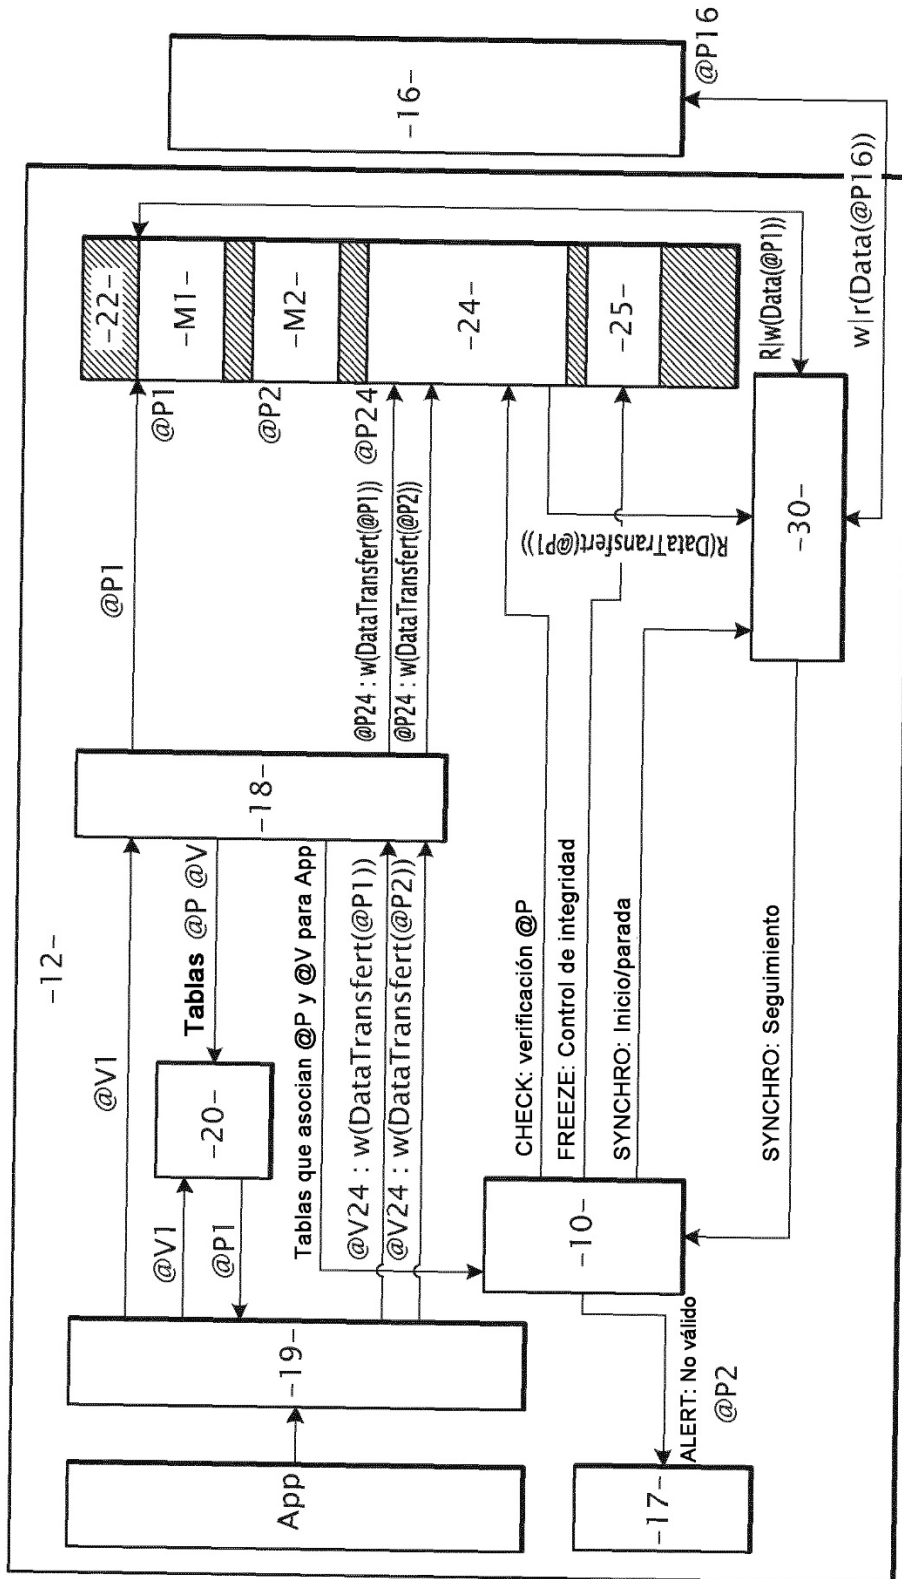 -12-
App
-19-
@V1
@V1
@P1
-20-
Tablas @P @V
Tablas que asocian @P y @V para App
@V24 : w(DataTransfert(@P1))
@V24 : w(DataTransfert(@P2))
-18-
@P1
@P24 : w(DataTransfert(@P1))
@P24 : w(DataTransfert(@P2))
@P1
@P2
@P24
-22-
-M1-
-M2-
-24-
-25-
-16-
@P16
-17-
ALERT: No válido
@P2
-10-
CHECK: verificación @P
FREEZE: Control de integridad
SYNCHRO: Inicio/parada
SYNCHRO: Seguimiento
R(DataTransfert(@P1))
-30-
R|w(Data(@P1))
w|r(Data(@P16))